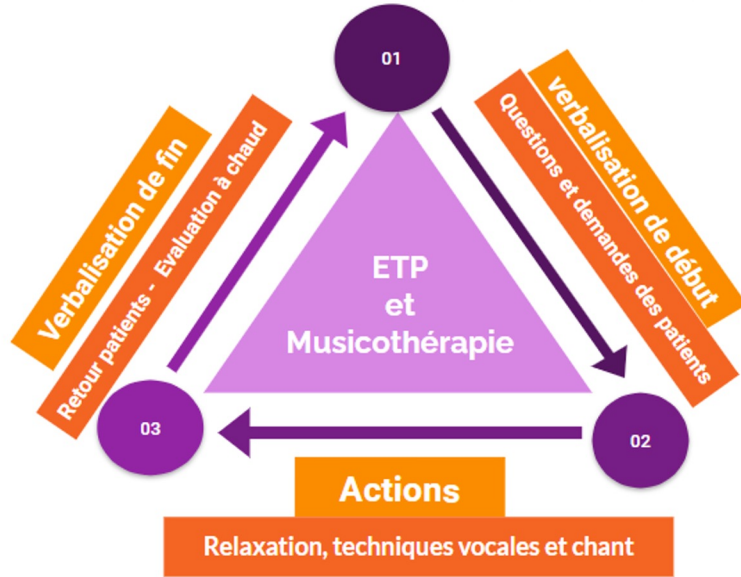 01
verbalisation de début
Questions et demandes des patients
Verbalisation de fin
Retour patients - Evaluation à chaud
ETP
et
Musicothérapie
03
02
Actions
Relaxation, techniques vocales et chant